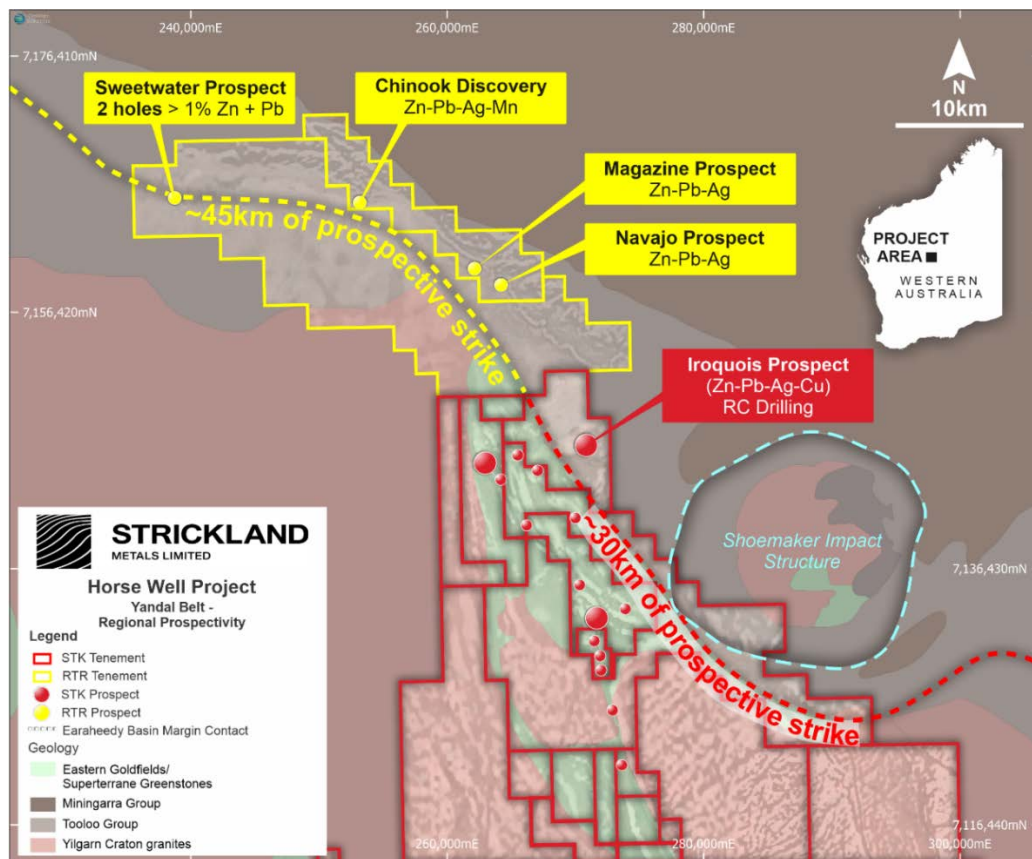 240,000mE
260,000mE
280,000mE
7,176,410mN
Sweetwater Prospect
2 holes > 1% Zn + Pb
Chinook Discovery
Zn-Pb-Ag-Mn
N
10km
Magazine Prospect
Zn-Pb-Ag
Navajo Prospect
Zn-Pb-Ag
~45km of prospective strike
PROJECT
AREA
WESTERN
AUSTRALIA
7,156,420mN
Iroquois Prospect
(Zn-Pb-Ag-Cu)
RC Drilling
Shoemaker Impact
Structure
7,136,430mN
~30km of prospective strike
STRICKLAND
METALS LIMITED
Horse Well Project
Yandal Belt -
Regional Prospectivity
Legend
STK Tenement
RTR Tenement
STK Prospect
RTR Prospect
Earaheedy Basin Margin Contact
Geology
Eastern Goldfields/
Superterrane Greenstones
Miningarra Group
Tooloo Group
Yilgarn Craton granites
7,116,440mN
260,000mE
280,000mE
300,000mE